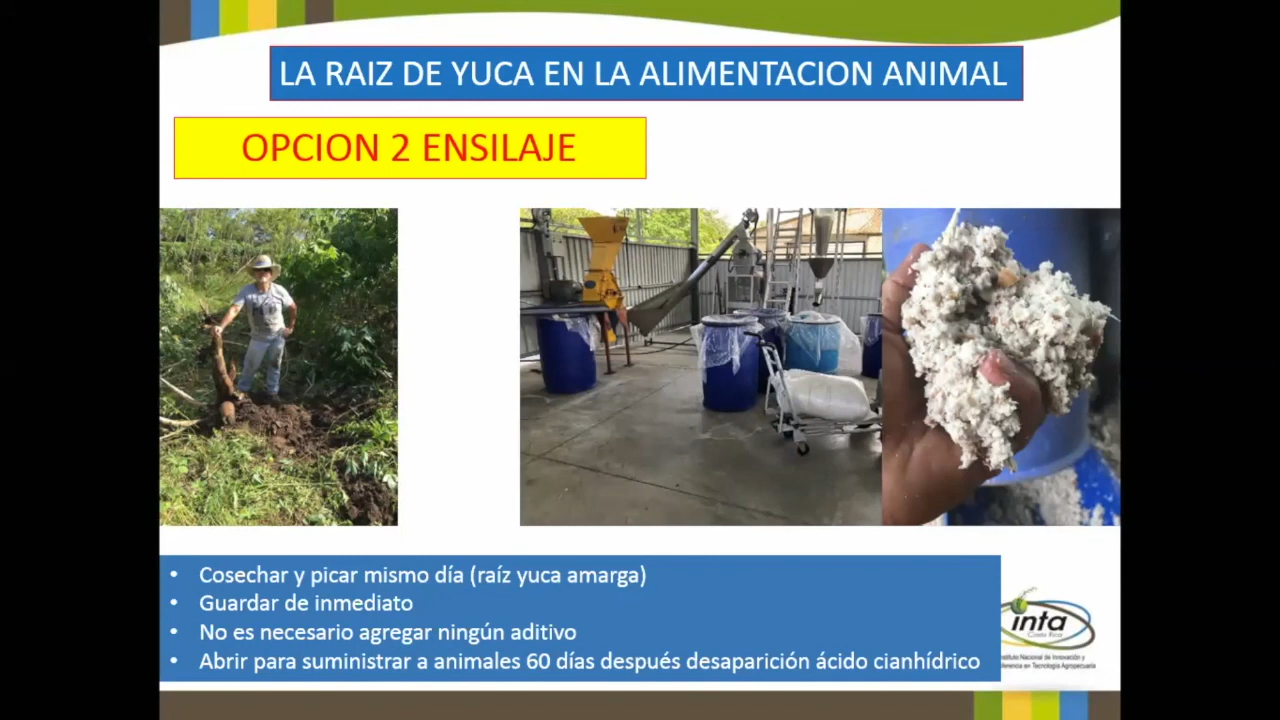 LA RAIZ DE YUCA EN LA ALIMENTACION ANIMAL
OPCION 2 ENSILAJE
• Cosechar y picar mismo día (raíz yuca amarga)
• Guardar de inmediato
• No es necesario agregar ningún aditivo
• Abrir para suministrar a animales 60 días después desaparición ácido cianhídrico
inta
Costa Rica
Instituto Nacional de Innovación y
ferencia en Tecnología Agropecuaria